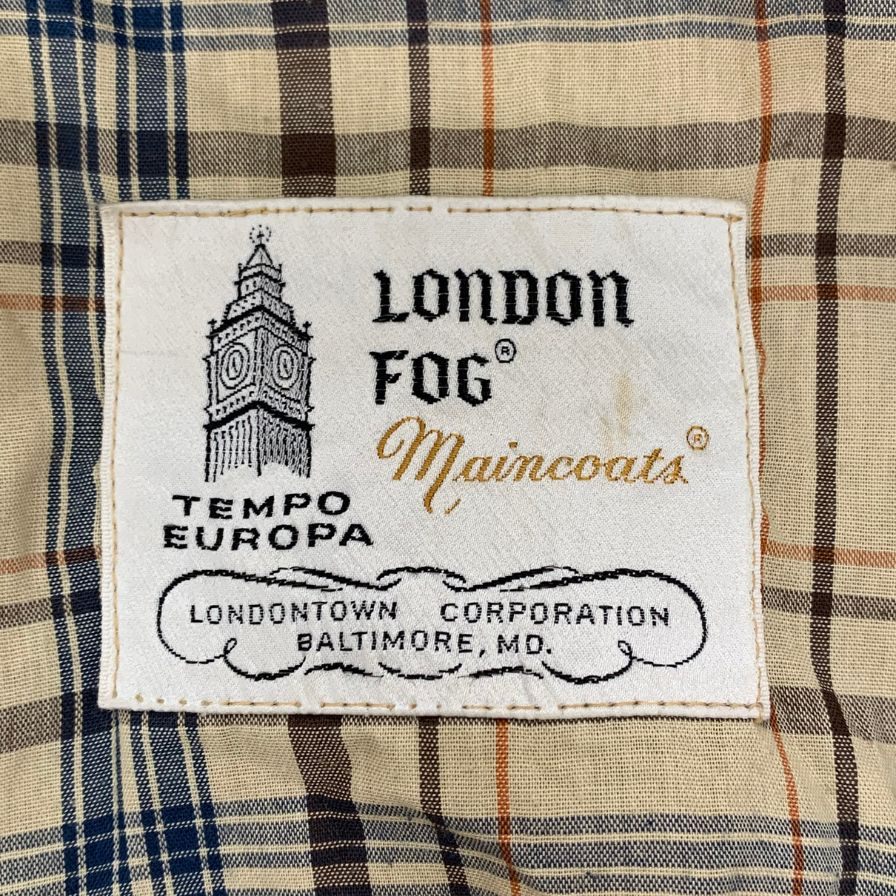 LONDON
FOG®
Maincoats®
TEMPO
EUROPA
LONDONTOWN CORPORATION
BALTIMORE, MD.